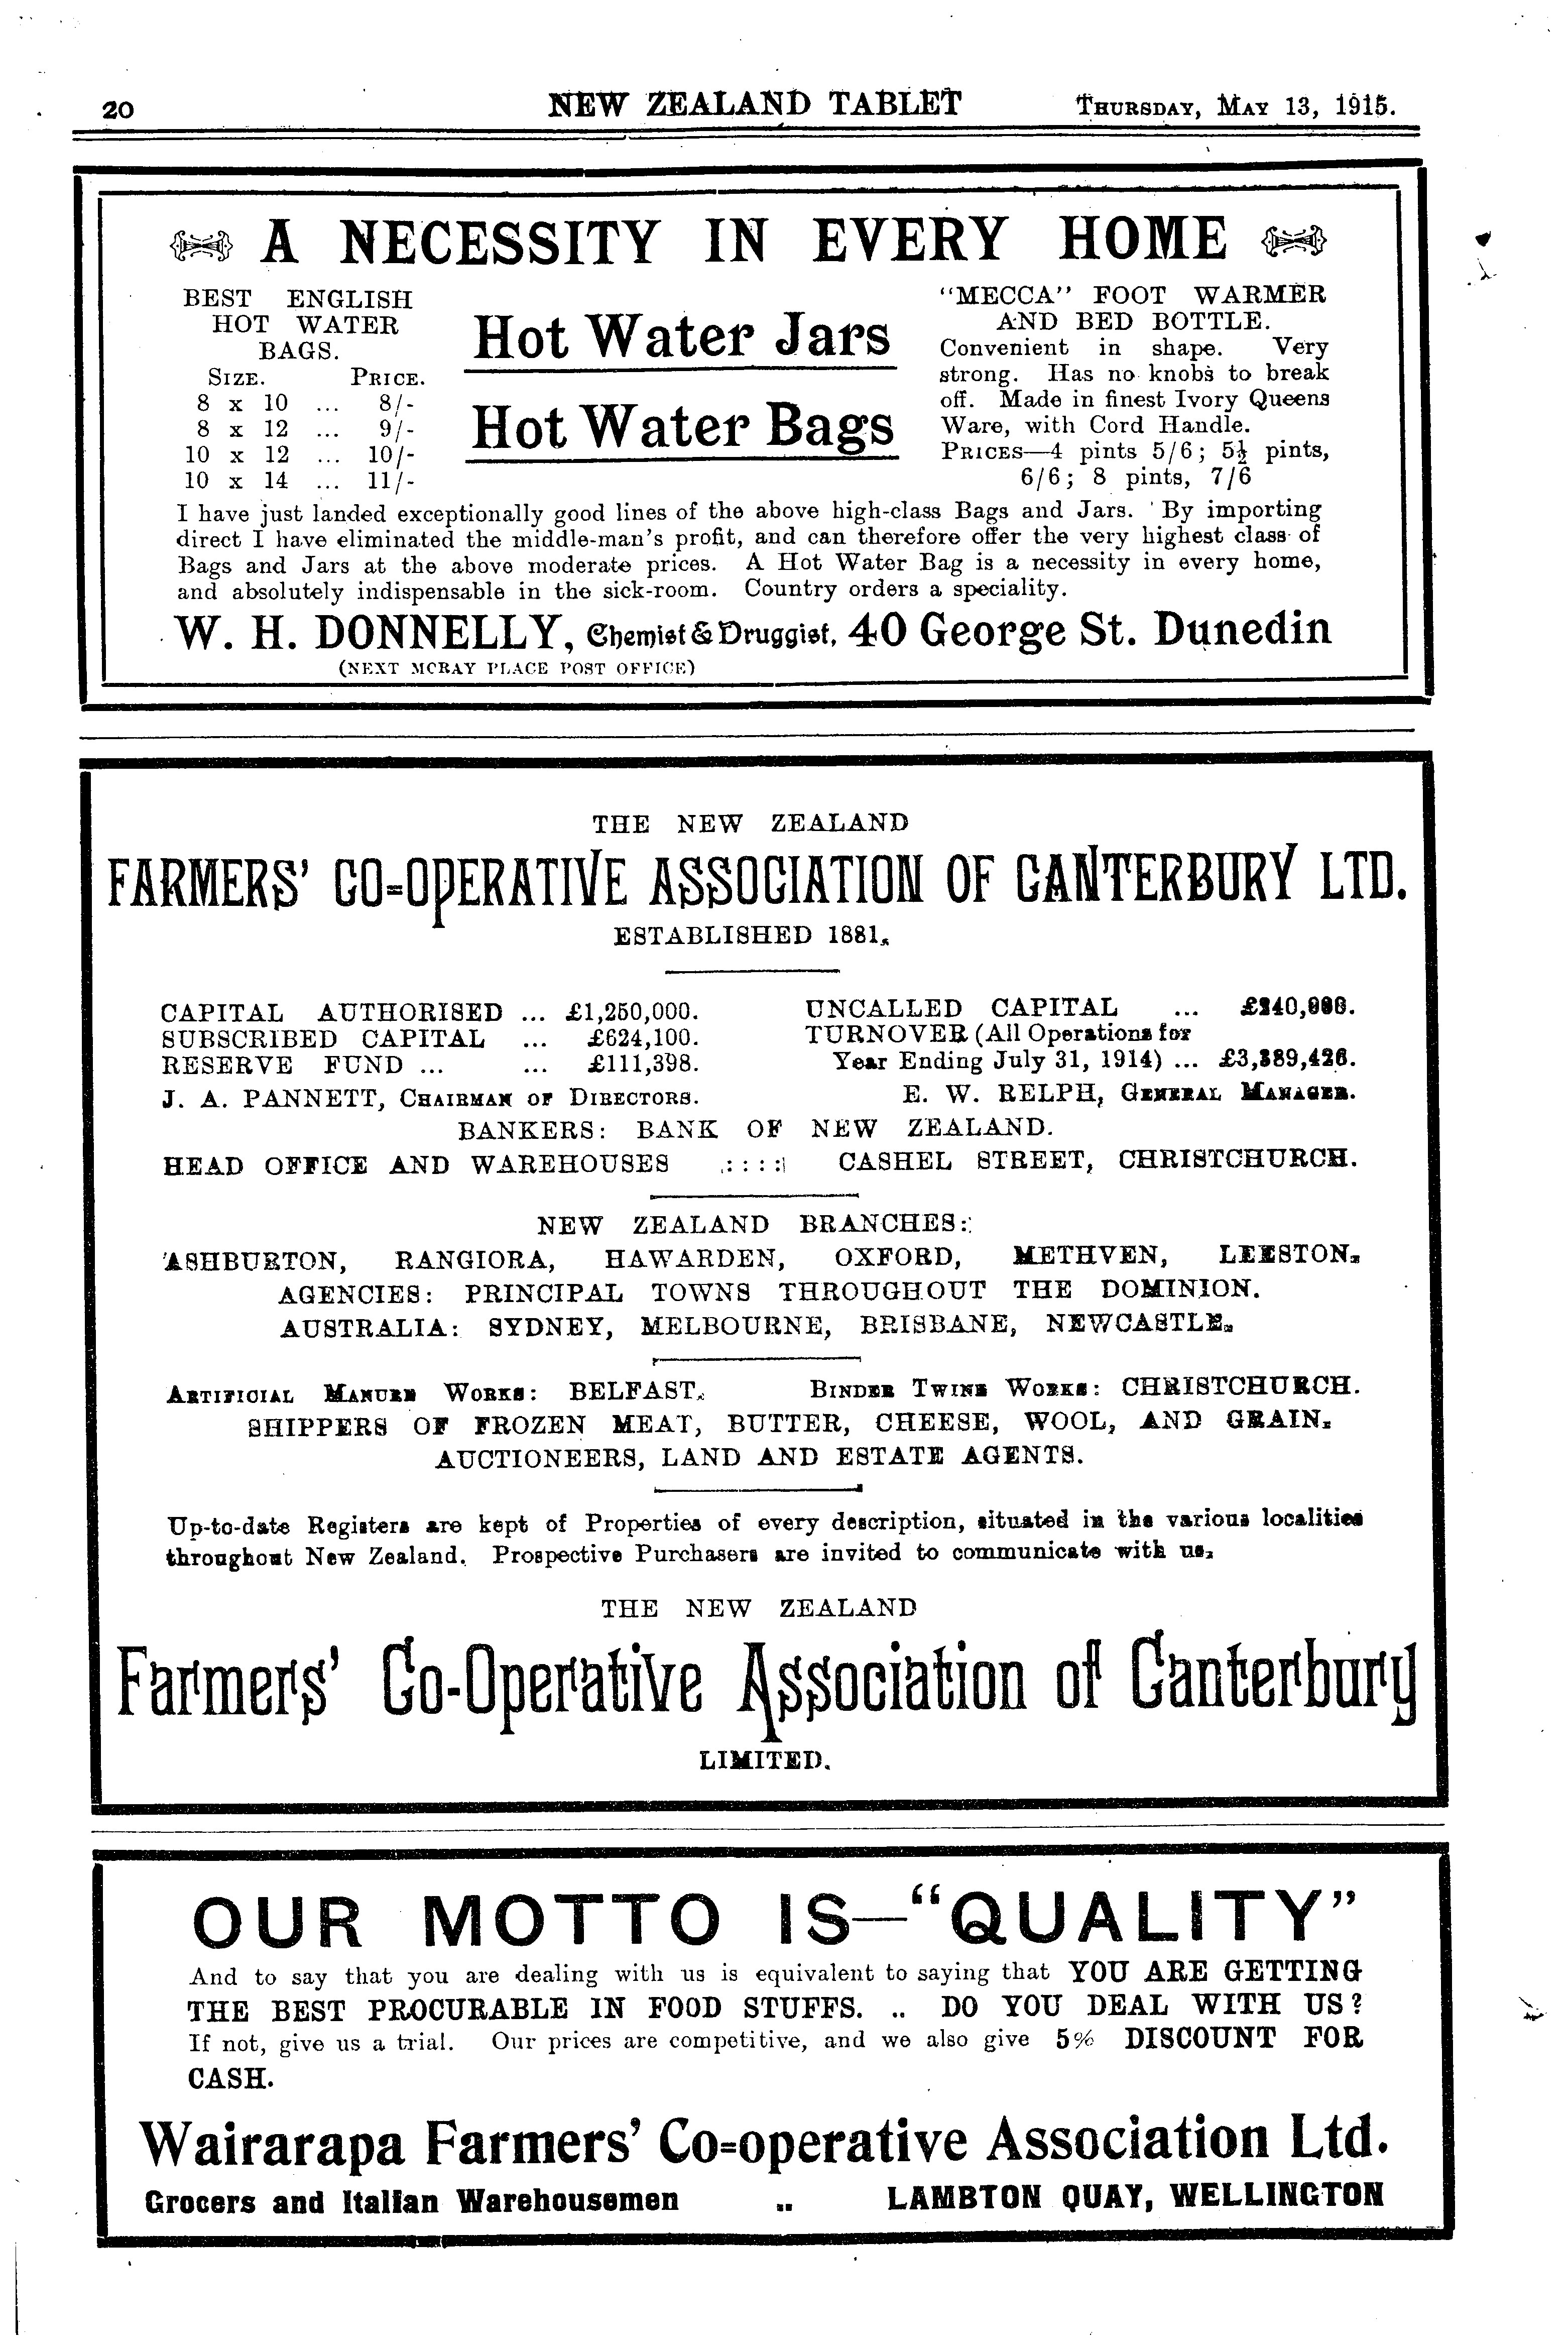 20
NEW ZEALAND TABLET
THURSDAY, MAY 13, 1915.
A NECESSITY IN EVERY HOME
BEST ENGLISH
HOT WATER
BAGS.
SIZE. PRICE.
8 x 10 ... 8/-
8 x 12 ... 9/-
10 x 12 ... 10/-
10 x 14 ... 11/-
Hot Water Jars
Hot Water Bags
"MECCA" FOOT WARMER
AND BED BOTTLE.
Convenient in shape. Very
strong. Has no knobs to break
off. Made in finest Ivory Queens
Ware, with Cord Handle.
PRICES—4 pints 5/6; 5½ pints,
6/6; 8 pints, 7/6
I have just landed exceptionally good lines of the above high-class Bags and Jars. By importing
direct I have eliminated the middle-man's profit, and can therefore offer the very highest class of
Bags and Jars at the above moderate prices. A Hot Water Bag is a necessity in every home,
and absolutely indispensable in the sick-room. Country orders a speciality.
W. H. DONNELLY, Chemist & Druggist, 40 George St. Dunedin
(NEXT MCRAY PLACE POST OFFICE)
THE NEW ZEALAND
FARMERS' CO=OPERATIVE ASSOCIATION OF CANTERBURY LTD.
ESTABLISHED 1881.
CAPITAL AUTHORISED ... £1,250,000.
SUBSCRIBED CAPITAL ... £624,100.
RESERVE FUND ... ... £111,398.
UNCALLED CAPITAL ...
TURNOVER (All Operations for
Year Ending July 31, 1914) ...
J. A. PANNETT, CHAIRMAN OF DIRECTORS.
E. W. RELPH, GENERAL MANAGER.
BANKERS: BANK OF NEW ZEALAND.
HEAD OFFICE AND WAREHOUSES :::: CASHEL STREET, CHRISTCHURCH.
NEW ZEALAND BRANCHES:
ASHBURTON, RANGIORA, HAWARDEN, OXFORD, METHVEN, LEESTON.
AGENCIES: PRINCIPAL TOWNS THROUGHOUT THE DOMINION.
AUSTRALIA: SYDNEY, MELBOURNE, BRISBANE, NEWCASTLE.
ARTIFICIAL MANURE WORKS: BELFAST. BINDER TWINE WORKS: CHRISTCHURCH.
SHIPPERS OF FROZEN MEAT, BUTTER, CHEESE, WOOL, AND GRAIN.
AUCTIONEERS, LAND AND ESTATE AGENTS.
Up-to-date Registers are kept of Properties of every description, situated in the various localities
throughout New Zealand. Prospective Purchasers are invited to communicate with us.
THE NEW ZEALAND
Farmers' Co-Operative Association of Canterbury
LIMITED.
OUR MOTTO IS—"QUALITY"
And to say that you are dealing with us is equivalent to saying that YOU ARE GETTING
THE BEST PROCURABLE IN FOOD STUFFS. .. DO YOU DEAL WITH US?
If not, give us a trial. Our prices are competitive, and we also give 5% DISCOUNT FOR
CASH.
Wairarapa Farmers' Co=operative Association Ltd.
Grocers and Italian Warehousemen .. LAMBTON QUAY, WELLINGTON